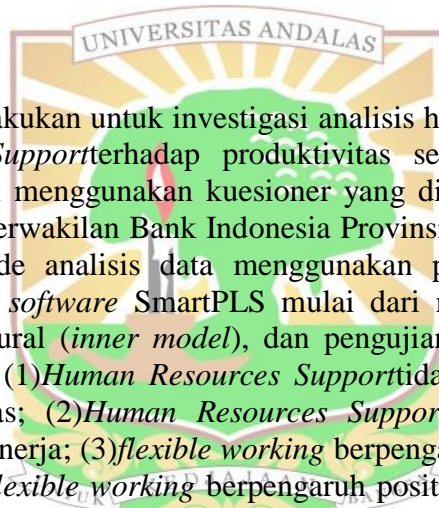 UNIVERSITAS ANDALAS
akukan untuk investigasi analisis h
Supportterhadap produktivitas se
menggunakan kuesioner yang di
erwakilan Bank Indonesia Provinsi
de analisis data menggunakan p
software SmartPLS mulai dari
ural (inner model), dan pengujian
(1)Human Resources Supporttida
as; (2)Human Resources Suppor
nerja; (3)flexible working berpenga
lexible working berpengaruh posit